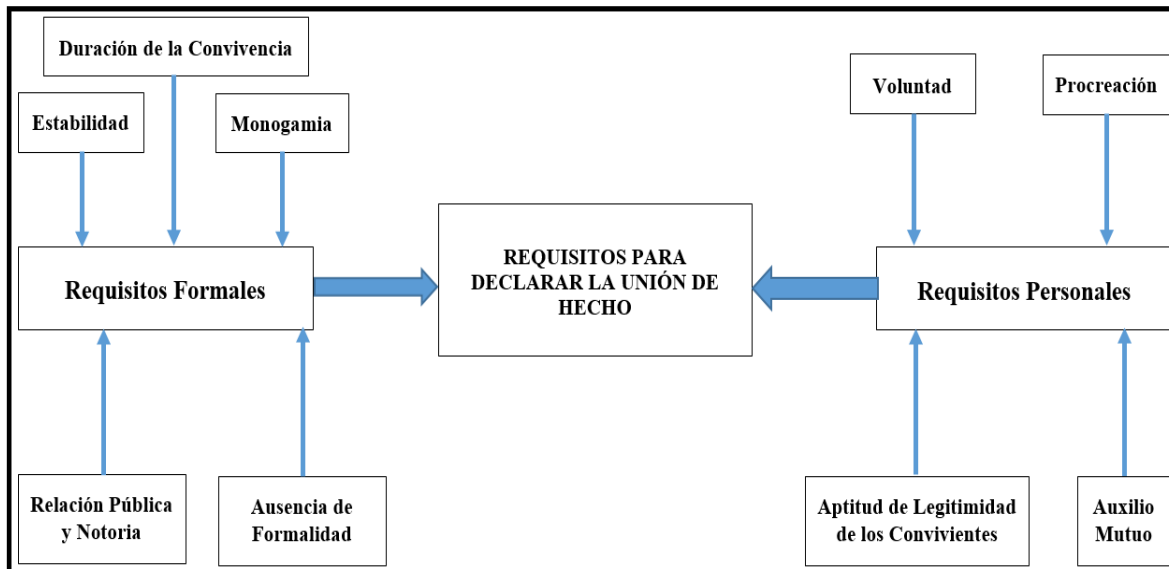 Duración de la Convivencia
Estabilidad
Monogamia
Voluntad
Procreación
Requisitos Formales
REQUISITOS PARA
DECLARAR LA UNIÓN DE
HECHO
Requisitos Personales
Relación Pública
y Notoria
Ausencia de
Formalidad
Aptitud de Legitimidad
de los Convivientes
Auxilio
Mutuo